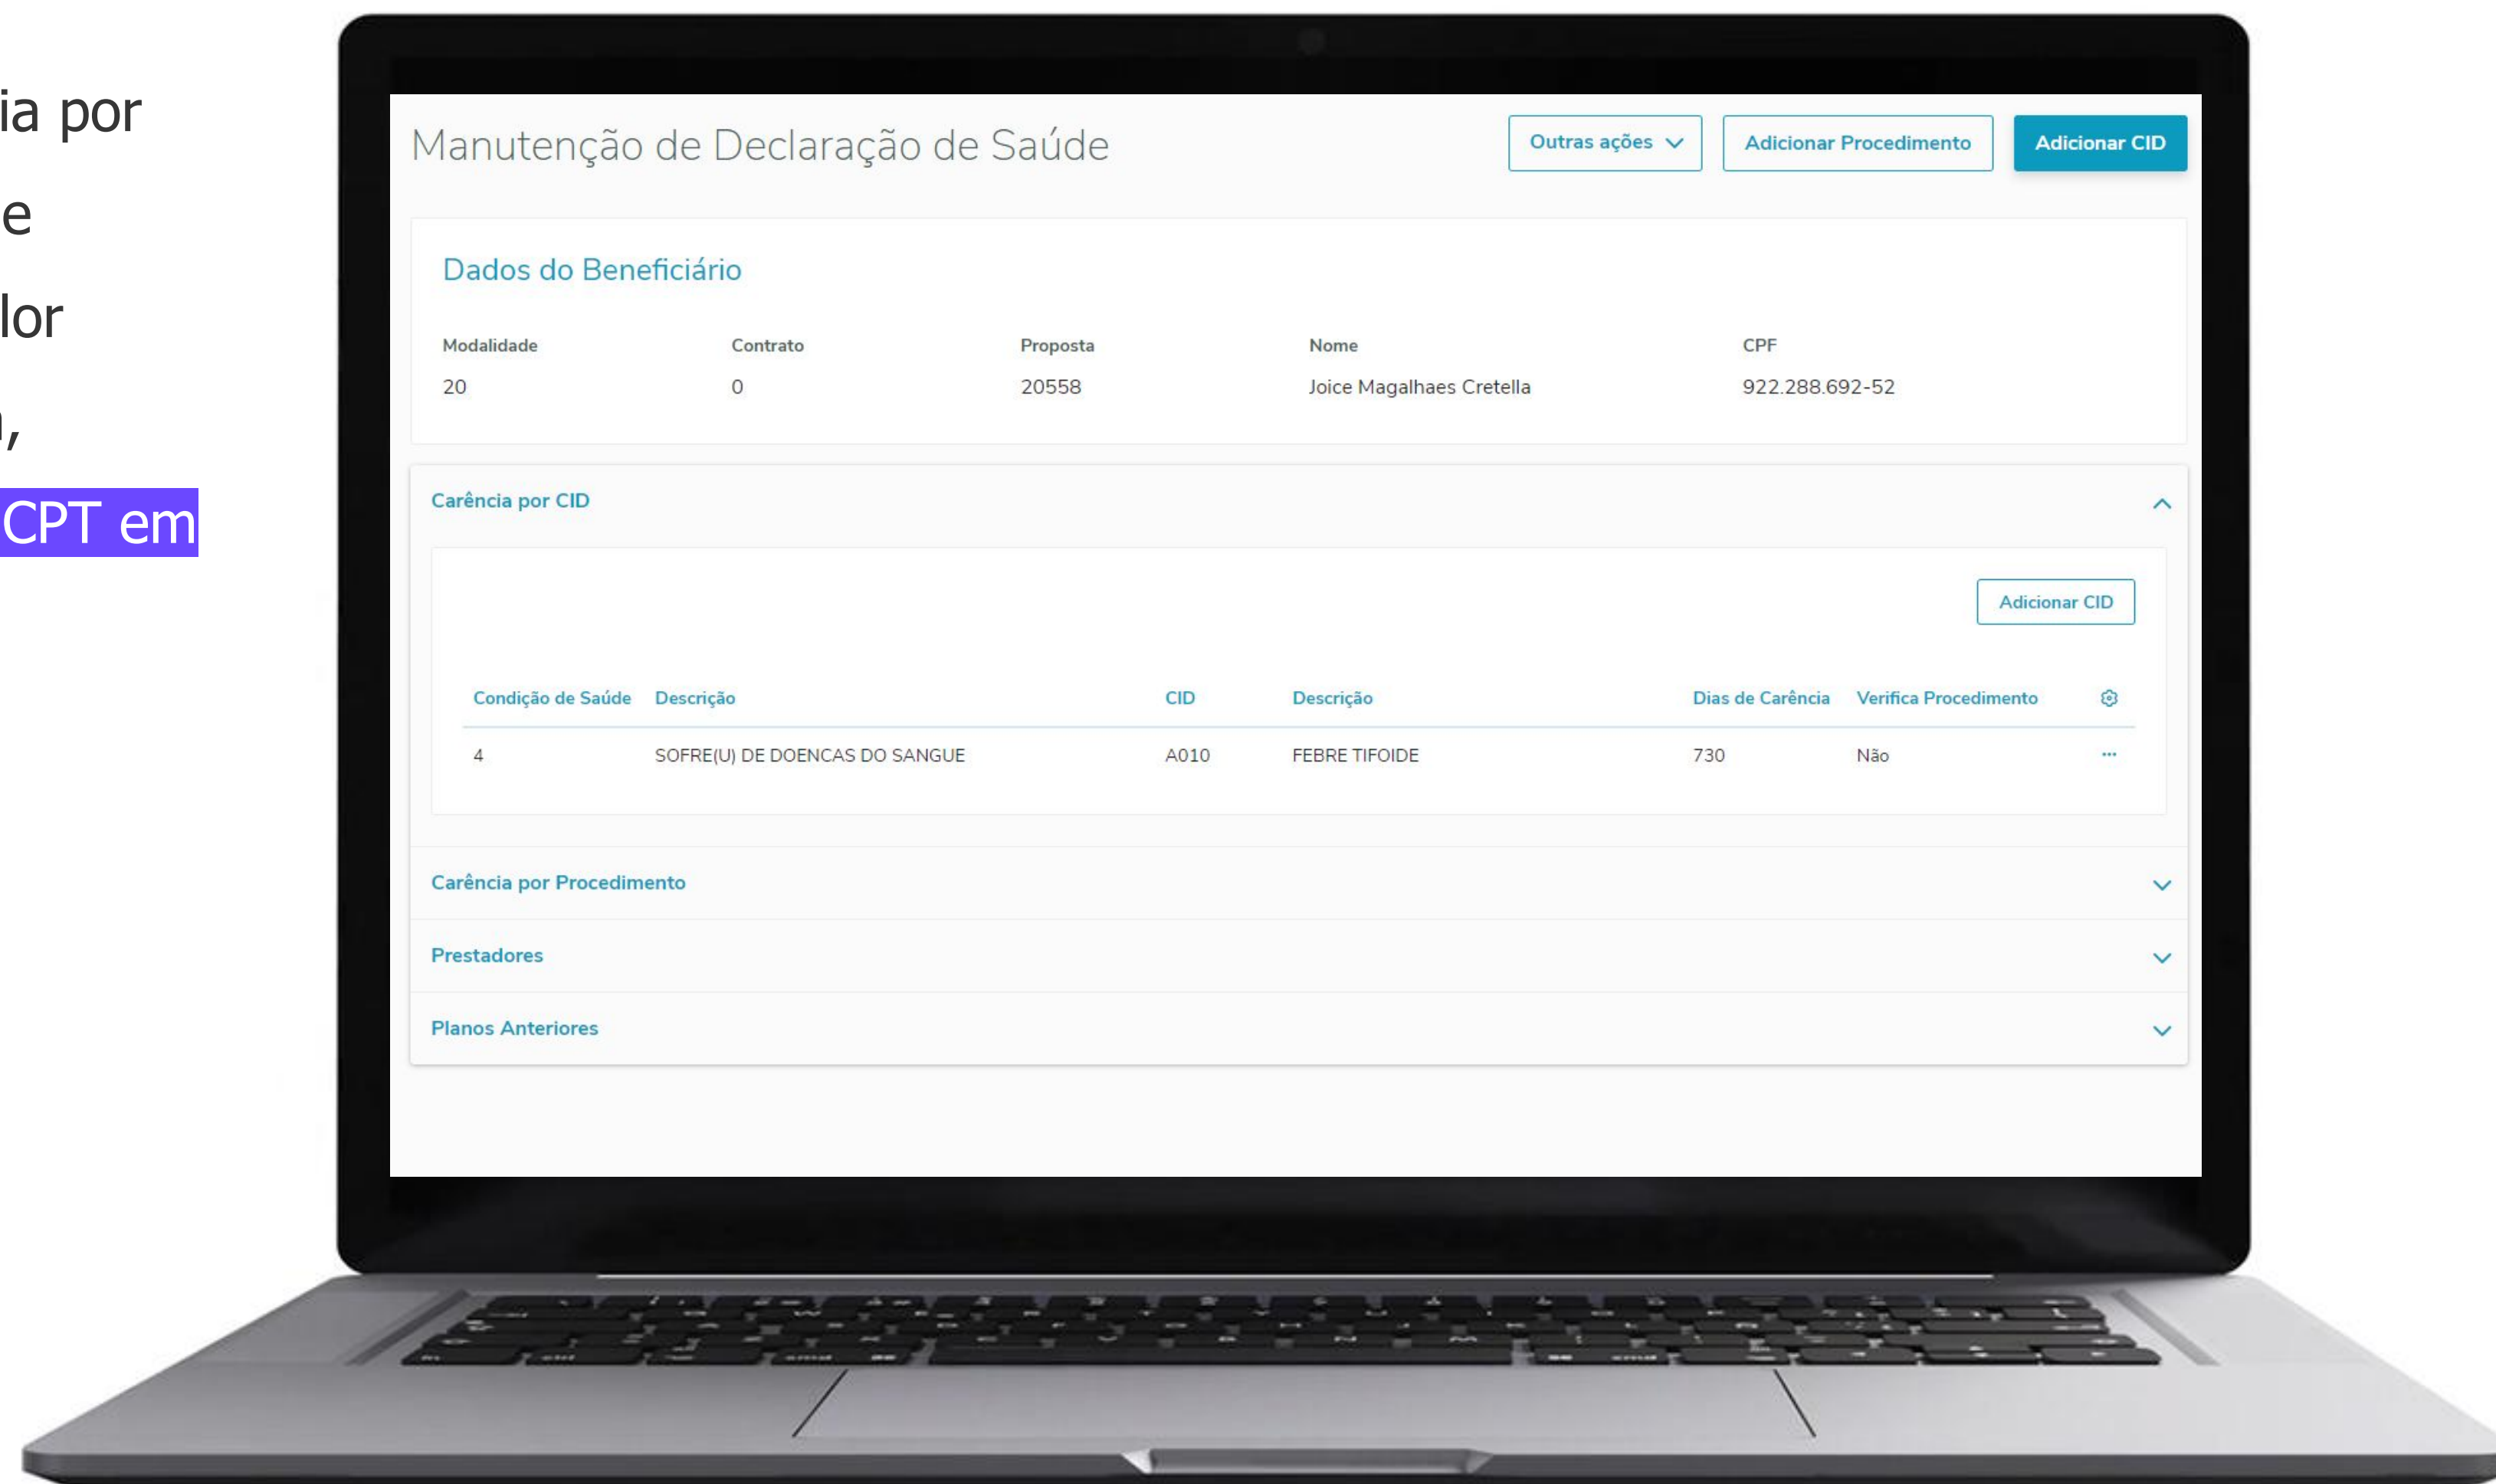 ia por
e
lor
,
CPT em
Manutenção de Declaração de Saúde
Outras ações
Adicionar Procedimento
Adicionar CID
Dados do Beneficiário
Modalidade Contrato Proposta Nome CPF
20 0 20558 Joice Magalhaes Cretella 922.288.692-52
Carência por CID
Adicionar CID
Condição de Saúde Descrição CID Descrição Dias de Carência Verifica Procedimento
4 SOFRE(U) DE DOENCAS DO SANGUE A010 FEBRE TIFOIDE 730 Não
Carência por Procedimento
Prestadores
Planos Anteriores